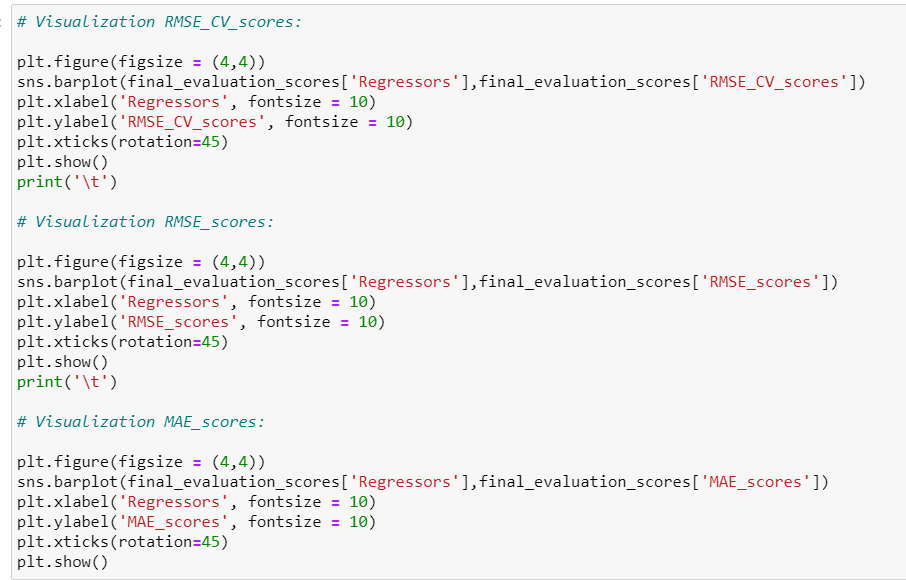 # Visualization RMSE_CV_scores:
plt.figure(figsize = (4,4))
sns.barplot(final_evaluation_scores['Regressors'],final_evaluation_scores['RMSE_CV_scores'])
plt.xlabel('Regressors', fontsize = 10)
plt.ylabel('RMSE_CV_scores', fontsize = 10)
plt.xticks(rotation=45)
plt.show()
print('\t')
# Visualization RMSE_scores:
plt.figure(figsize = (4,4))
sns.barplot(final_evaluation_scores['Regressors'],final_evaluation_scores['RMSE_scores'])
plt.xlabel('Regressors', fontsize = 10)
plt.ylabel('RMSE_scores', fontsize = 10)
plt.xticks(rotation=45)
plt.show()
print('\t')
# Visualization MAE_scores:
plt.figure(figsize = (4,4))
sns.barplot(final_evaluation_scores['Regressors'],final_evaluation_scores['MAE_scores'])
plt.xlabel('Regressors', fontsize = 10)
plt.ylabel('MAE_scores', fontsize = 10)
plt.xticks(rotation=45)
plt.show()